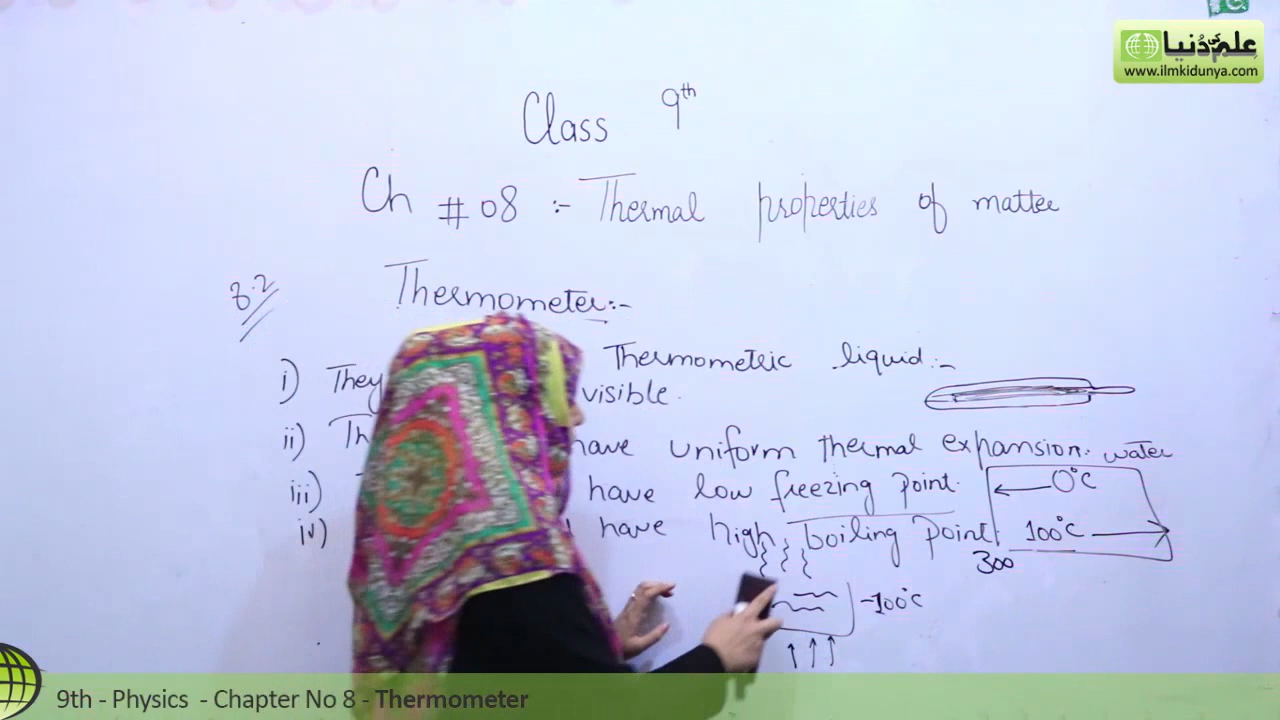 علم کی دنیا
www.ilmkidunya.com
Class 9th
Ch # 08 :- Thermal properties of matter
8.2 Thermometer:-
Thermometric liquid:-
i) They visible.
ii) Th have uniform thermal expansion. water
iii) have low freezing point. 0°C
iv) have high boiling point 100°C
300
-100°C
9th - Physics - Chapter No 8 - Thermometer